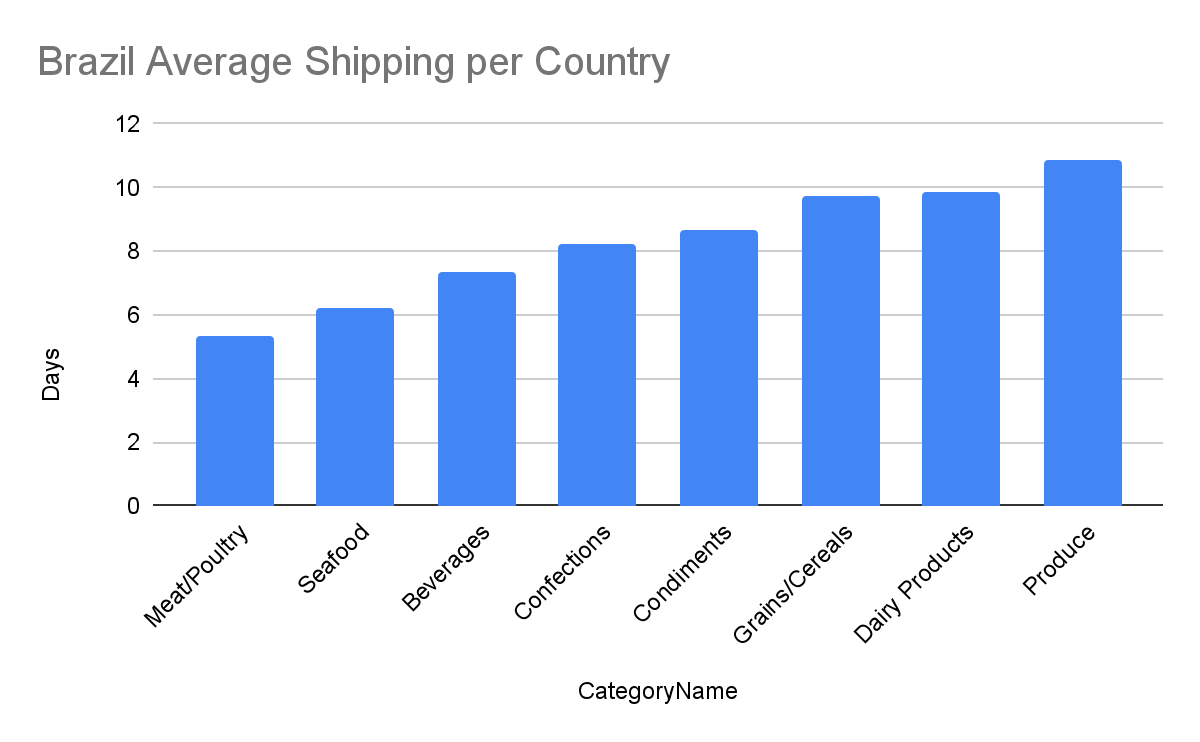 Brazil Average Shipping per Country
12
10
8
6
4
2
0
Days
Meat/Poultry
Seafood
Beverages
Confections
Condiments
Grains/Cereals
Dairy Products
Produce
CategoryName